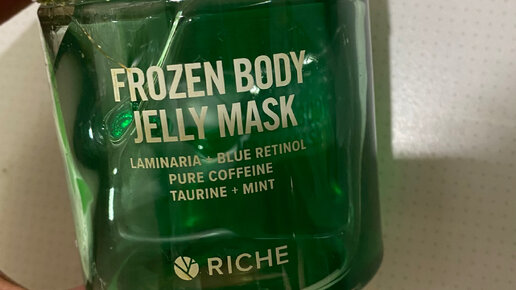 FROZEN BODY
JELLY MASK
LAMINARIA + BLUE RETINOL
PURE COFFEINE
TAURINE + MINT
RICHE